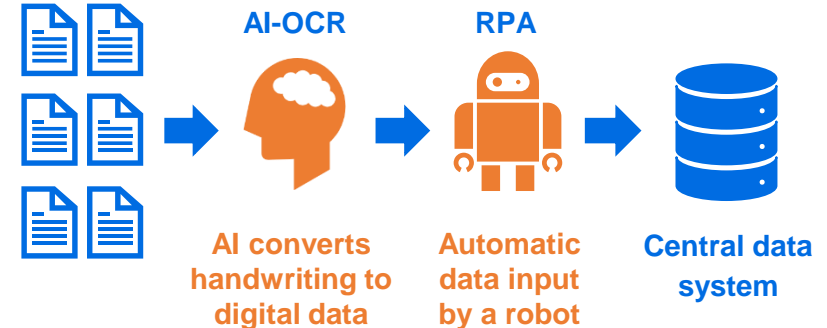 AI-OCR
RPA
AI converts
handwriting to
digital data
Automatic
data input
by a robot
Central data
system